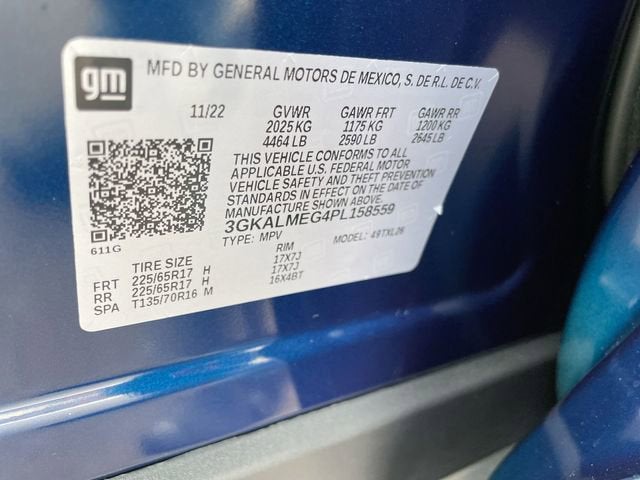 gm
MFD BY GENERAL MOTORS DE MEXICO, S. DE R.L. DE C.V.
11/22 GVWR GAWR FRT GAWR RR
2025 KG 1175 KG 1200 KG
4464 LB 2590 LB 2645 LB
THIS VEHICLE CONFORMS TO ALL
APPLICABLE U.S. FEDERAL MOTOR
VEHICLE SAFETY AND THEFT PREVENTION
STANDARDS IN EFFECT ON THE DATE OF
MANUFACTURE SHOWN ABOVE.
3GKALMEG4PL158559
TYPE: MPV MODEL: 49TXL26
611G
TIRE SIZE RIM
FRT 225/65R17 H 17X7J
RR 225/65R17 H 17X7J
SPA T135/70R16 M 16X4BT